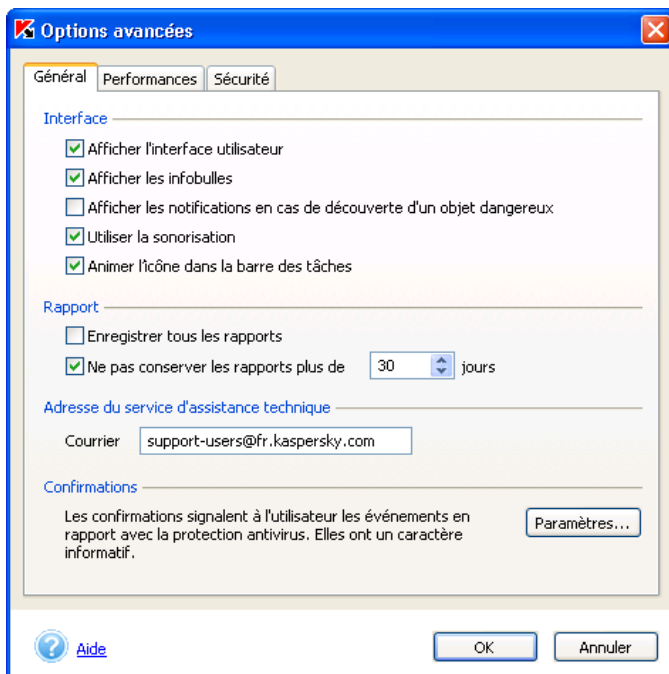 Options avancées
Général Performances Sécurité
Interface
Afficher l'interface utilisateur
Afficher les infobulles
Afficher les notifications en cas de découverte d'un objet dangereux
Utiliser la sonorisation
Animer l'icône dans la barre des tâches
Rapport
Enregistrer tous les rapports
Ne pas conserver les rapports plus de 30 jours
Adresse du service d'assistance technique
Courrier support-users@fr.kaspersky.com
Confirmations
Les confirmations signalent à l'utilisateur les événements en
rapport avec la protection antivirus. Elles ont un caractère
informatif.
Paramètres...
Aide OK Annuler